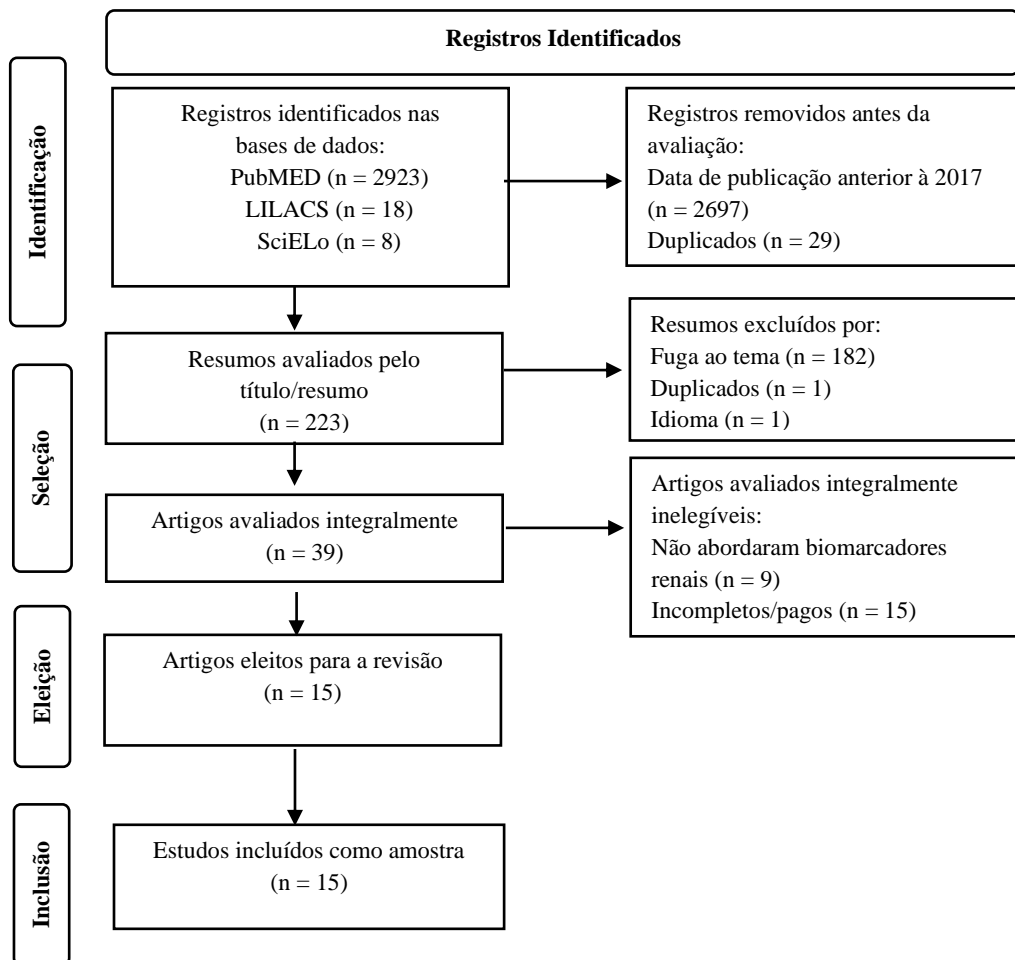 Registros Identificados
Identificação
Registros identificados nas
bases de dados:
PubMED (n = 2923)
LILACS (n = 18)
SciELo (n = 8)
Registros removidos antes da
avaliação:
Data de publicação anterior à 2017
(n = 2697)
Duplicados (n = 29)
Seleção
Resumos avaliados pelo
título/resumo
(n = 223)
Resumos excluídos por:
Fuga ao tema (n = 182)
Duplicados (n = 1)
Idioma (n = 1)
Artigos avaliados integralmente
(n = 39)
Artigos avaliados integralmente
inelegíveis:
Não abordaram biomarcadores
renais (n = 9)
Incompletos/pagos (n = 15)
Eleição
Artigos eleitos para a revisão
(n = 15)
Inclusão
Estudos incluídos como amostra
(n = 15)